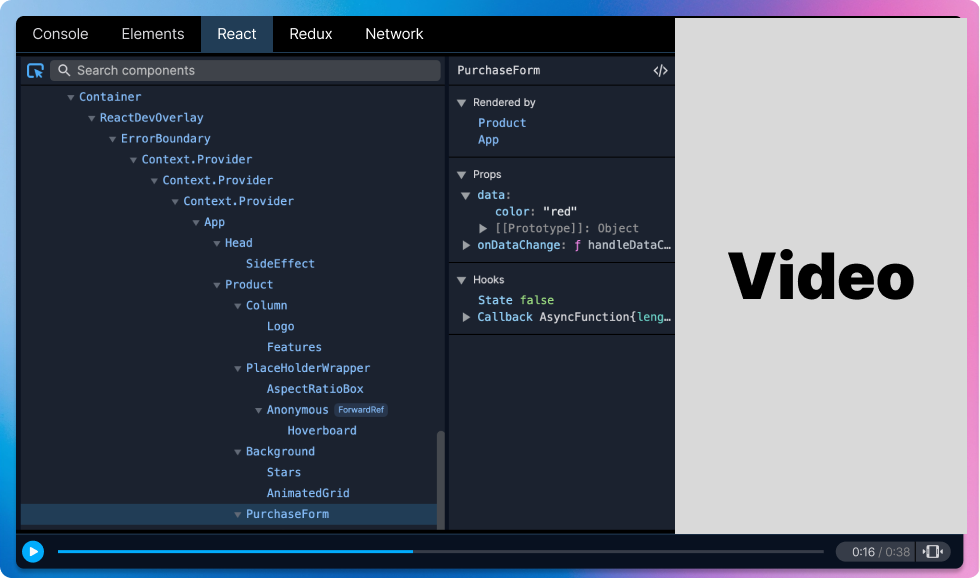 Console Elements React Redux Network
Search components
Container
ReactDevOverlay
ErrorBoundary
Context.Provider
Context.Provider
Context.Provider
App
Head
SideEffect
Product
Column
Logo
Features
PlaceHolderWrapper
AspectRatioBox
Anonymous ForwardRef
Hoverboard
Background
Stars
AnimatedGrid
PurchaseForm
PurchaseForm </>
Rendered by
Product
App
Props
data:
color: "red"
[[Prototype]]: Object
onDataChange: ƒ handleDataC…
Hooks
State false
Callback AsyncFunction{leng…
Video
0:16 / 0:38